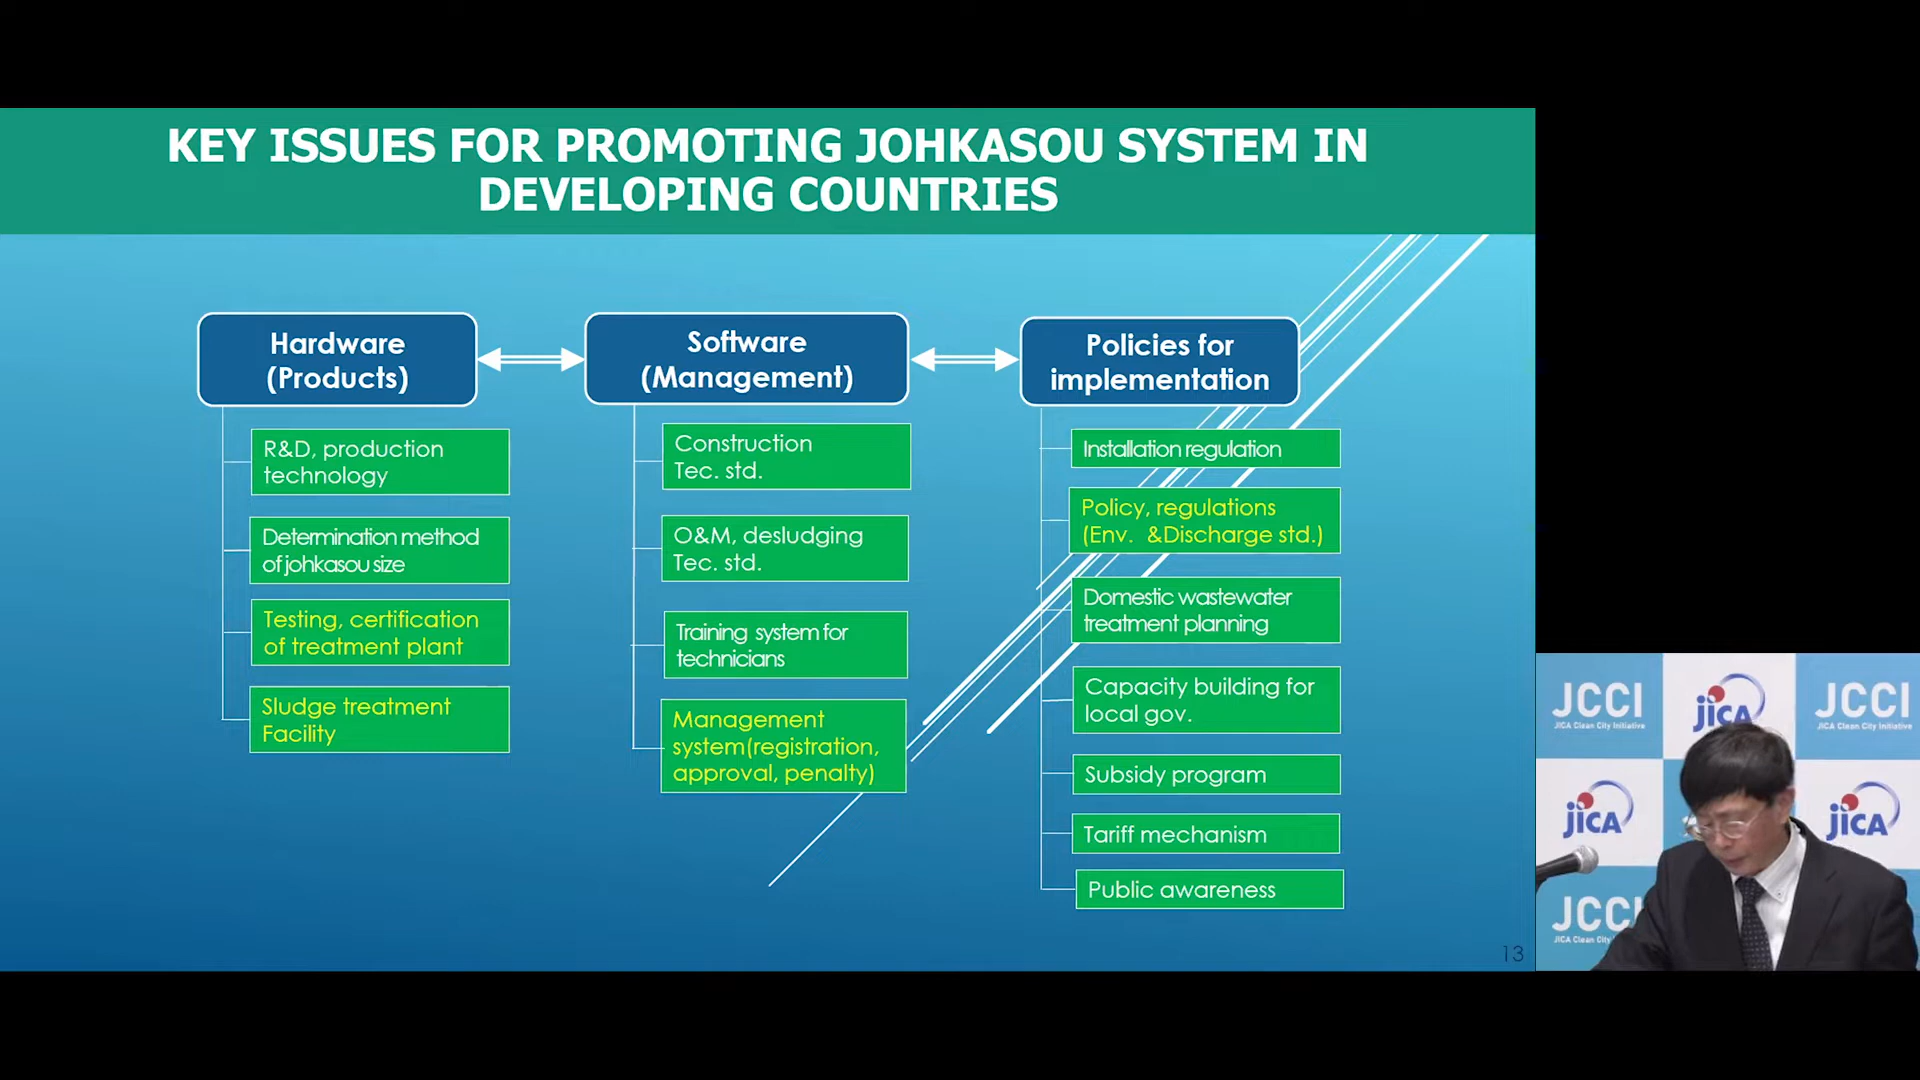 KEY ISSUES FOR PROMOTING JOHKASOU SYSTEM IN
DEVELOPING COUNTRIES
Hardware
(Products)
R&D, production
technology
Determination method
of johkasou size
Testing, certification
of treatment plant
Sludge treatment
Facility
Software
(Management)
Construction
Tec. std.
O&M, desludging
Tec. std.
Training system for
technicians
Management
system(registration,
approval, penalty)
Policies for
implementation
Installation regulation
Policy, regulations
(Env. &Discharge std.)
Domestic wastewater
treatment planning
Capacity building for
local gov.
Subsidy program
Tariff mechanism
Public awareness
13
JCCI
JICA Clean City Initiative
jICA
JCCI
JICA Clean City Initiative
jICA
jICA
JCCI
JICA Clean City